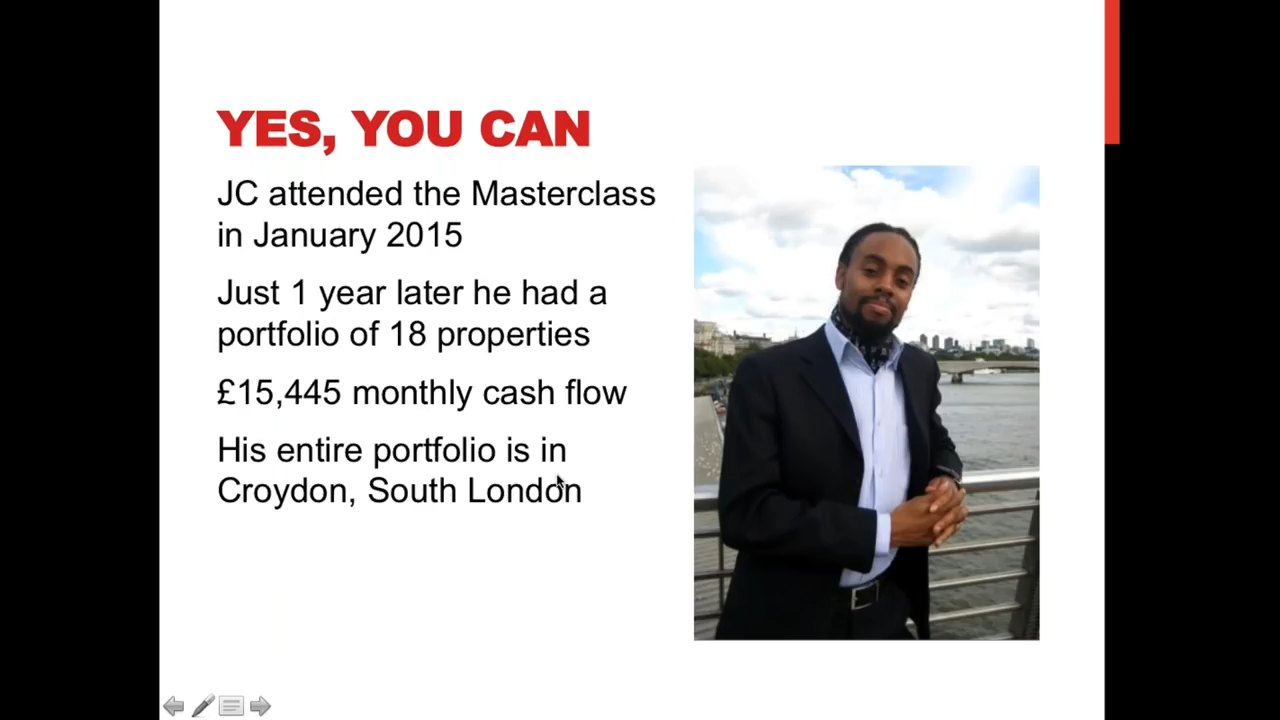 YES, YOU CAN
JC attended the Masterclass
in January 2015
Just 1 year later he had a
portfolio of 18 properties
£15,445 monthly cash flow
His entire portfolio is in
Croydon, South London